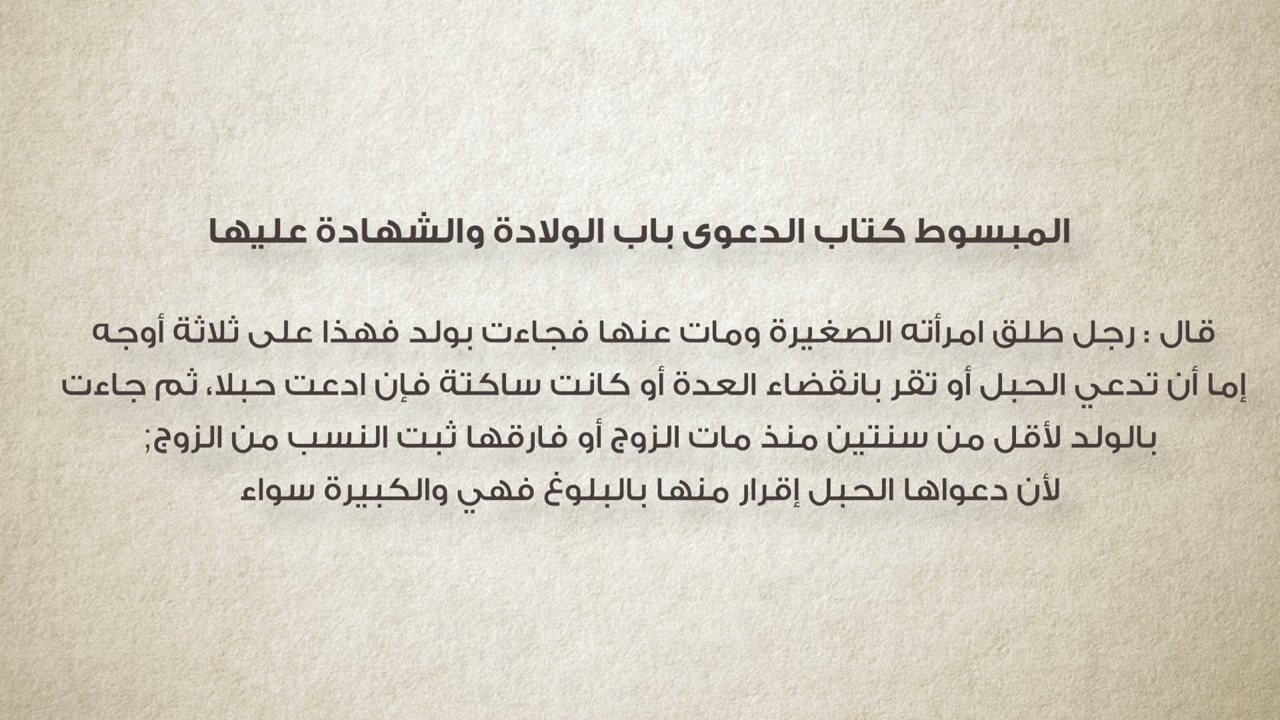 المبسوط كتاب الدعوى باب الولادة والشهادة عليها
قال : رجل طلق امرأته الصغيرة ومات عنها فجاءت بولد فهذا على ثلاثة أوجه
إما أن تدعي الحبل أو تقر بانقضاء العدة أو كانت ساكتة فإن ادعت حبلا، ثم جاءت
بالولد لأقل من سنتين منذ مات الزوج أو فارقها ثبت النسب من الزوج;
لأن دعواها الحبل إقرار منها بالبلوغ فهي والكبيرة سواء